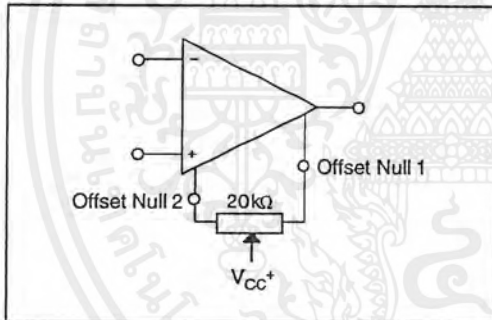 −
+
Offset Null 1
Offset Null 2
20kΩ
VCC+